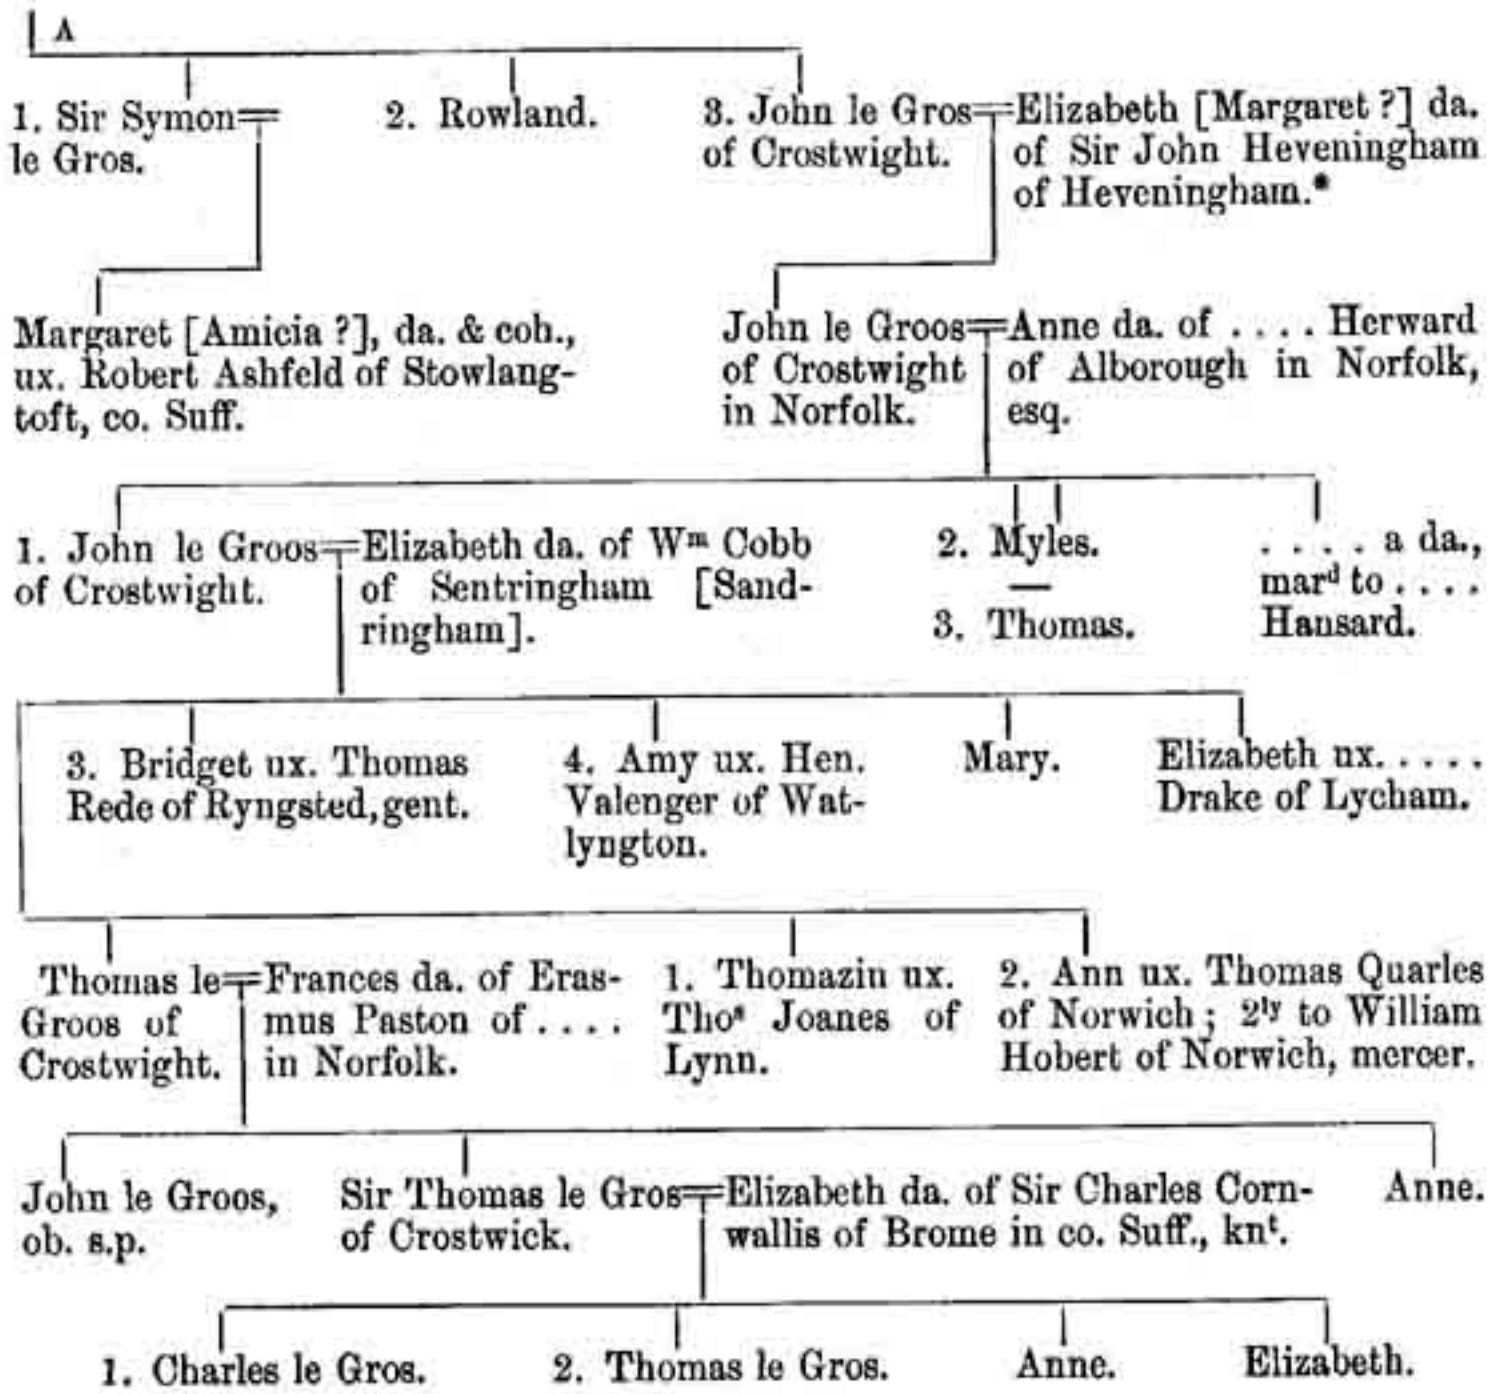 A
1. Sir Symon
le Gros.
2. Rowland.
3. John le Gros
of Crostwight.
Elizabeth [Margaret ?] da.
of Sir John Heveningham
of Heveningham.*
Margaret [Amicia ?], da. & coh.,
ux. Robert Ashfeld of Stowlang-
toft, co. Suff.
John le Groos
of Crostwight
in Norfolk.
Anne da. of . . . . Herward
of Alborough in Norfolk,
esq.
1. John le Groos
of Crostwight.
Elizabeth da. of Wᵐ Cobb
of Sentringham [Sand-
ringham].
2. Myles.
—
3. Thomas.
. . . . a da.,
marᵈ to . . . .
Hansard.
3. Bridget ux. Thomas
Rede of Ryngsted, gent.
4. Amy ux. Hen.
Valenger of Wat-
lyngton.
Mary.
Elizabeth ux. . . . .
Drake of Lycham.
Thomas le
Groos of
Crostwight.
Frances da. of Eras-
mus Paston of . . . .
in Norfolk.
1. Thomazin ux.
Thoˢ Joanes of
Lynn.
2. Ann ux. Thomas Quarles
of Norwich; 2ˡʸ to William
Hobert of Norwich, mercer.
John le Groos,
ob. s.p.
Sir Thomas le Gros
of Crostwick.
Elizabeth da. of Sir Charles Corn-
wallis of Brome in co. Suff., knᵗ.
Anne.
1. Charles le Gros.
2. Thomas le Gros.
Anne.
Elizabeth.